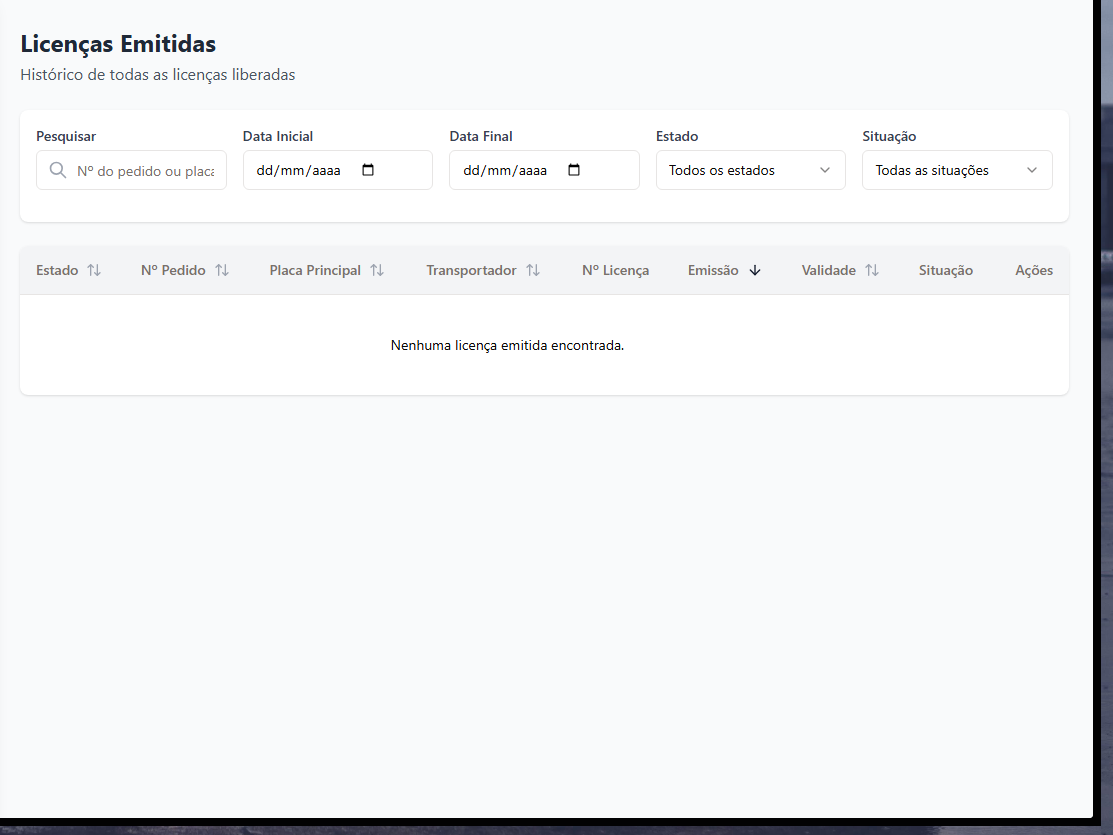 Licenças Emitidas
Histórico de todas as licenças liberadas
Pesquisar Data Inicial Data Final Estado Situação
Nº do pedido ou placa dd/mm/aaaa dd/mm/aaaa Todos os estados Todas as situações
Estado Nº Pedido Placa Principal Transportador Nº Licença Emissão Validade Situação Ações
Nenhuma licença emitida encontrada.